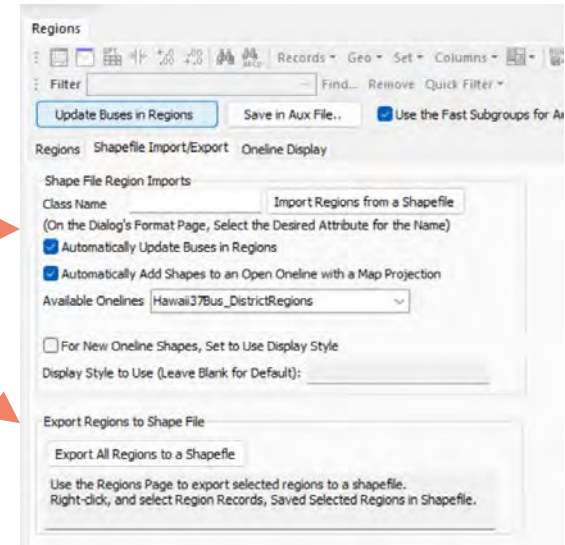 Regions
Records Geo Set Columns
Filter Find... Remove Quick Filter
Update Buses in Regions Save in Aux File.. Use the Fast Subgroups for
Regions Shapefile Import/Export Oneline Display
Shape File Region Imports
Class Name Import Regions from a Shapefile
(On the Dialog's Format Page, Select the Desired Attribute for the Name)
Automatically Update Buses in Regions
Automatically Add Shapes to an Open Oneline with a Map Projection
Available Onelines Hawaii37Bus_DistrictRegions
For New Oneline Shapes, Set to Use Display Style
Display Style to Use (Leave Blank for Default):
Export Regions to Shape File
Export All Regions to a Shapefle
Use the Regions Page to export selected regions to a shapefile.
Right-click, and select Region Records, Saved Selected Regions in Shapefile.